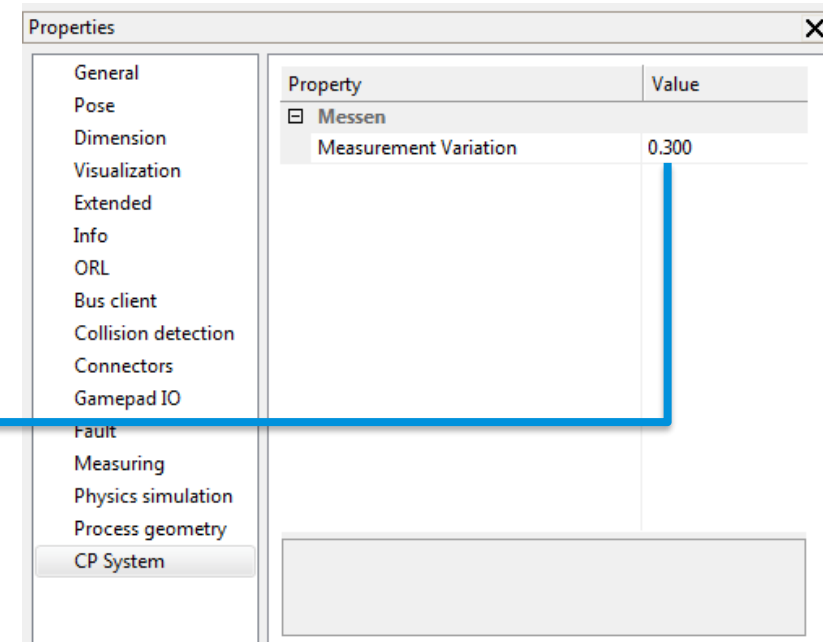 Properties
General
Pose
Dimension
Visualization
Extended
Info
ORL
Bus client
Collision detection
Connectors
Gamepad IO
Fault
Measuring
Physics simulation
Process geometry
CP System
Property Value
Messen
Measurement Variation 0.300